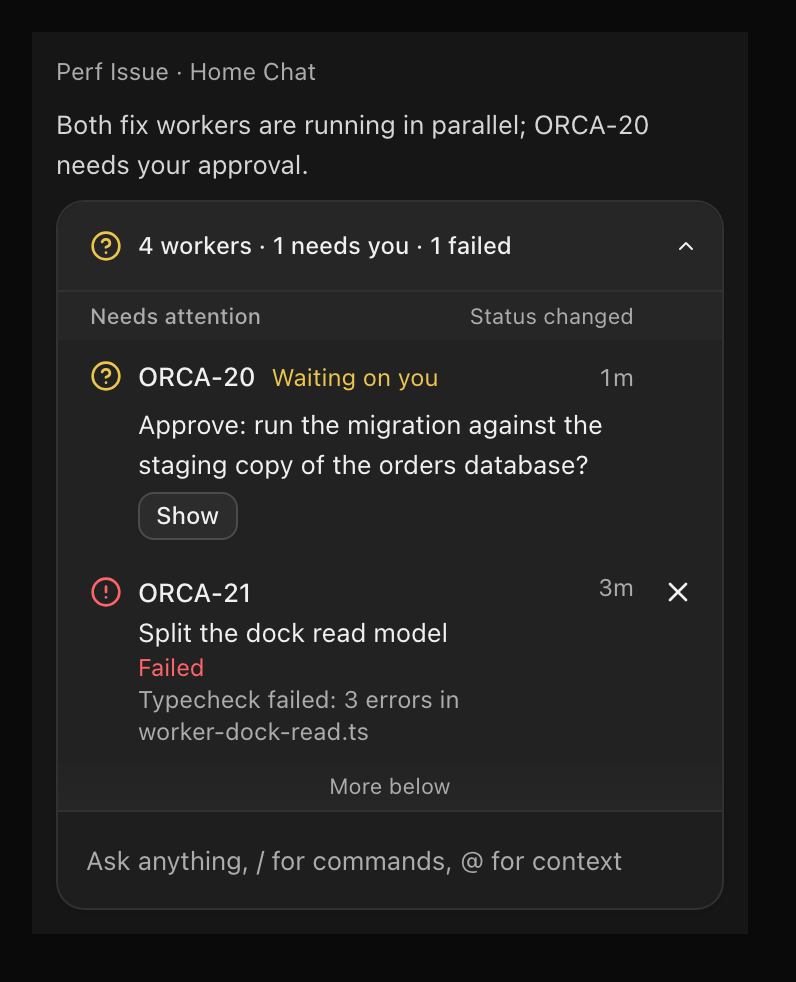 Perf Issue · Home Chat
Both fix workers are running in parallel; ORCA-20
needs your approval.
4 workers · 1 needs you · 1 failed
Needs attention Status changed
ORCA-20 Waiting on you 1m
Approve: run the migration against the
staging copy of the orders database?
Show
ORCA-21 3m
Split the dock read model
Failed
Typecheck failed: 3 errors in
worker-dock-read.ts
More below
Ask anything, / for commands, @ for context